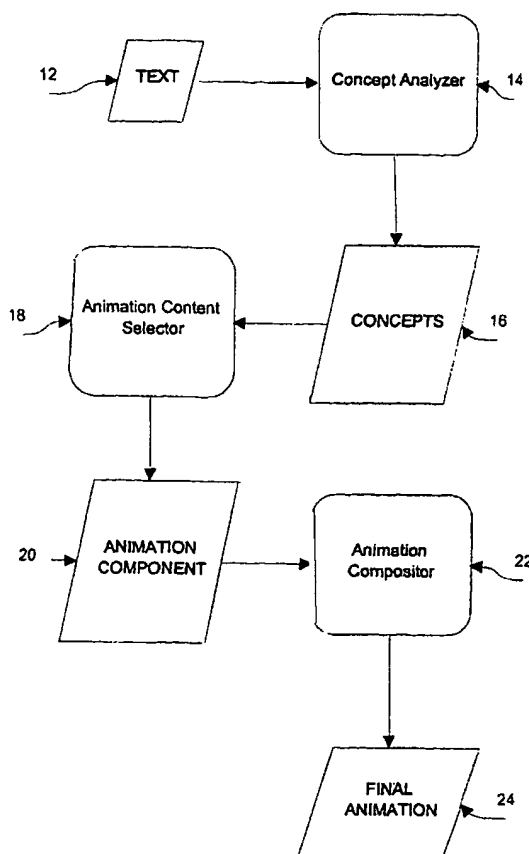 12
TEXT
Concept Analyzer
14
18
Animation Content
Selector
CONCEPTS
16
20
ANIMATION
COMPONENT
Animation
Compositor
22
FINAL
ANIMATION
24